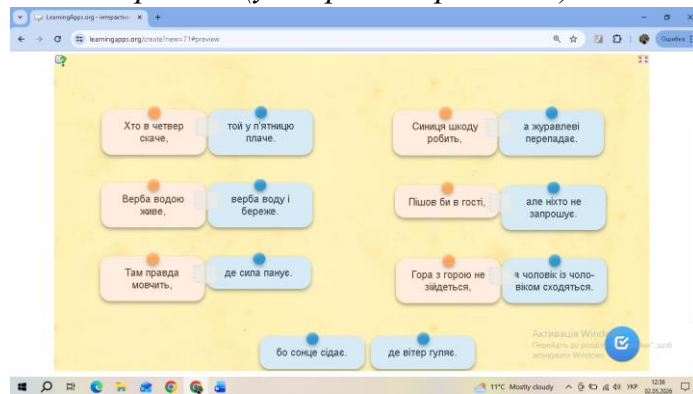 LearningApps.org - інтерактив
learningapps.org/create?new=71#preview
Хто в четвер
скаче,
той у п'ятницю
плаче.
Синиця шкоду
робить,
а журавлеві
перепадає.
Верба водою
живе,
верба воду і
береже.
Пішов би в гості,
але ніхто не
запрошує.
Там правда
мовчить,
де сила панує.
Гора з горою не
зійдеться,
а чоловік із чоло-
віком сходяться.
бо сонце сідає.
де вітер гуляє.
Активація Wind
11°C Mostly cloudy
УКР
12:58
02.05.2026